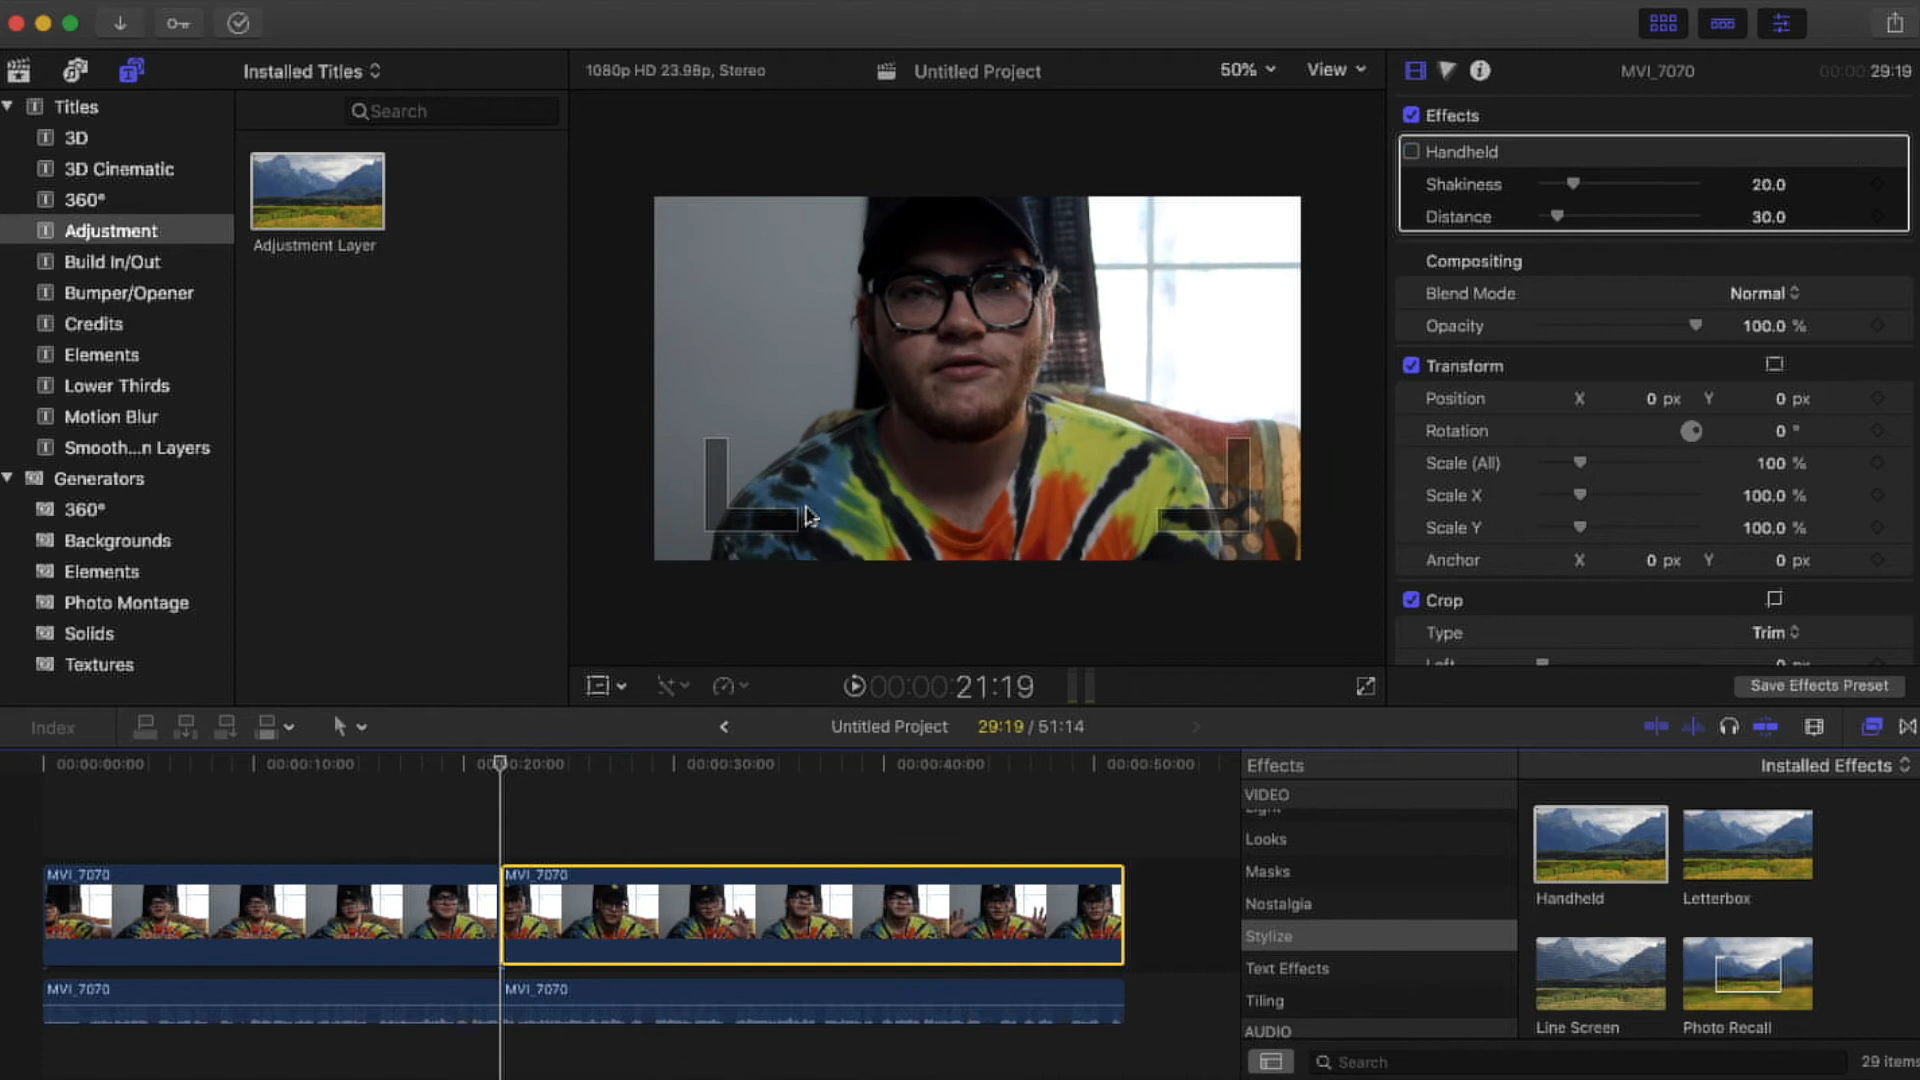 Installed Titles
1080p HD 23.98p, Stereo
Untitled Project
50%
View
MVI_7070
00:00:29:19
Titles
3D
3D Cinematic
360°
Adjustment
Build In/Out
Bumper/Opener
Credits
Elements
Lower Thirds
Motion Blur
Smooth...n Layers
Generators
360°
Backgrounds
Elements
Photo Montage
Solids
Textures
Search
Adjustment Layer
Effects
Handheld
Shakiness 20.0
Distance 30.0
Compositing
Blend Mode Normal
Opacity 100.0 %
Transform
Position X 0 px Y 0 px
Rotation 0 °
Scale (All) 100 %
Scale X 100.0 %
Scale Y 100.0 %
Anchor X 0 px Y 0 px
Crop
Type Trim
Left 0 px
Save Effects Preset
00:00:21:19
Index
Untitled Project 29:19 / 51:14
00:00:00:00 00:00:10:00 00:00:20:00 00:00:30:00 00:00:40:00 00:00:50:00
MVI_7070 MVI_7070
MVI_7070 MVI_7070
Effects
Installed Effects
VIDEO
Light
Looks
Masks
Nostalgia
Stylize
Text Effects
Tiling
AUDIO
Handheld
Letterbox
Line Screen
Photo Recall
Search
29 items